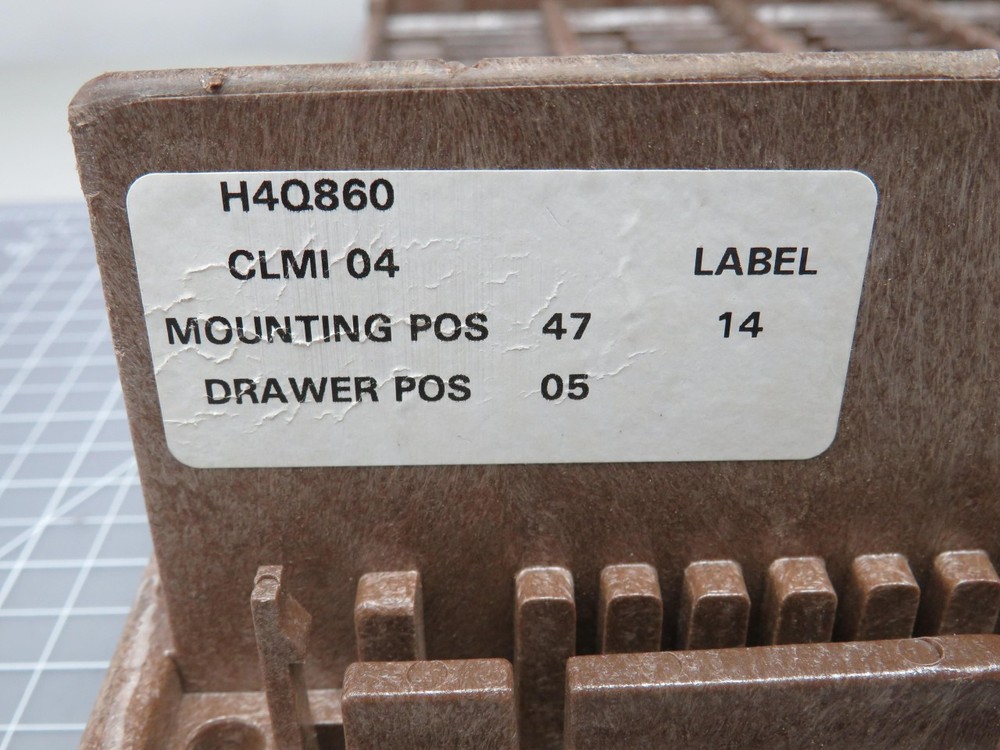 H4Q860
CLMI 04 LABEL
MOUNTING POS 47 14
DRAWER POS 05